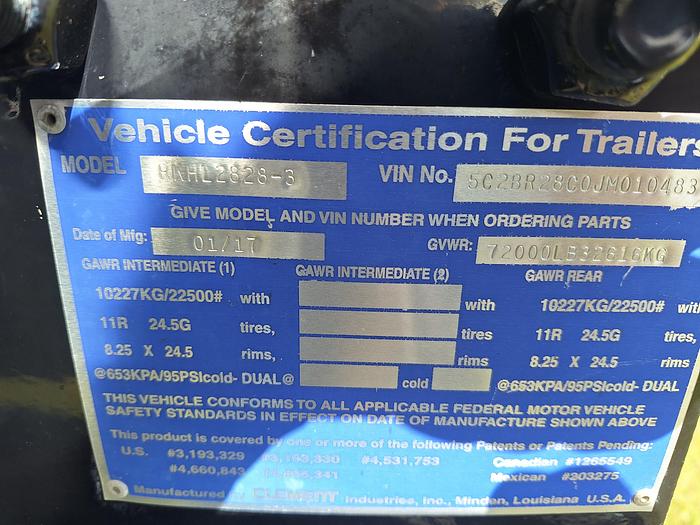 Vehicle Certification For Trailers
MODEL HNHL2828-3 VIN No. 5C2BR28C0JM010483
GIVE MODEL AND VIN NUMBER WHEN ORDERING PARTS
Date of Mfg: 01/17 GVWR: 72000LB32616KG
GAWR INTERMEDIATE (1) GAWR INTERMEDIATE (2) GAWR REAR
10227KG/22500# with with 10227KG/22500# with
11R 24.5G tires, tires 11R 24.5G tires,
8.25 X 24.5 rims, rims 8.25 X 24.5 rims,
@653KPA/95PSIcold- DUAL@ cold @653KPA/95PSIcold- DUAL
THIS VEHICLE CONFORMS TO ALL APPLICABLE FEDERAL MOTOR VEHICLE
SAFETY STANDARDS IN EFFECT ON DATE OF MANUFACTURE SHOWN ABOVE
This product is covered by one or more of the following Patents or Patents Pending:
U.S. #3,193,329 #3,193,330 #4,531,753 Canadian #1265549
#4,660,843 Mexican #203275
Manufactured by CLEMENT Industries, Inc., Minden, Louisiana U.S.A.